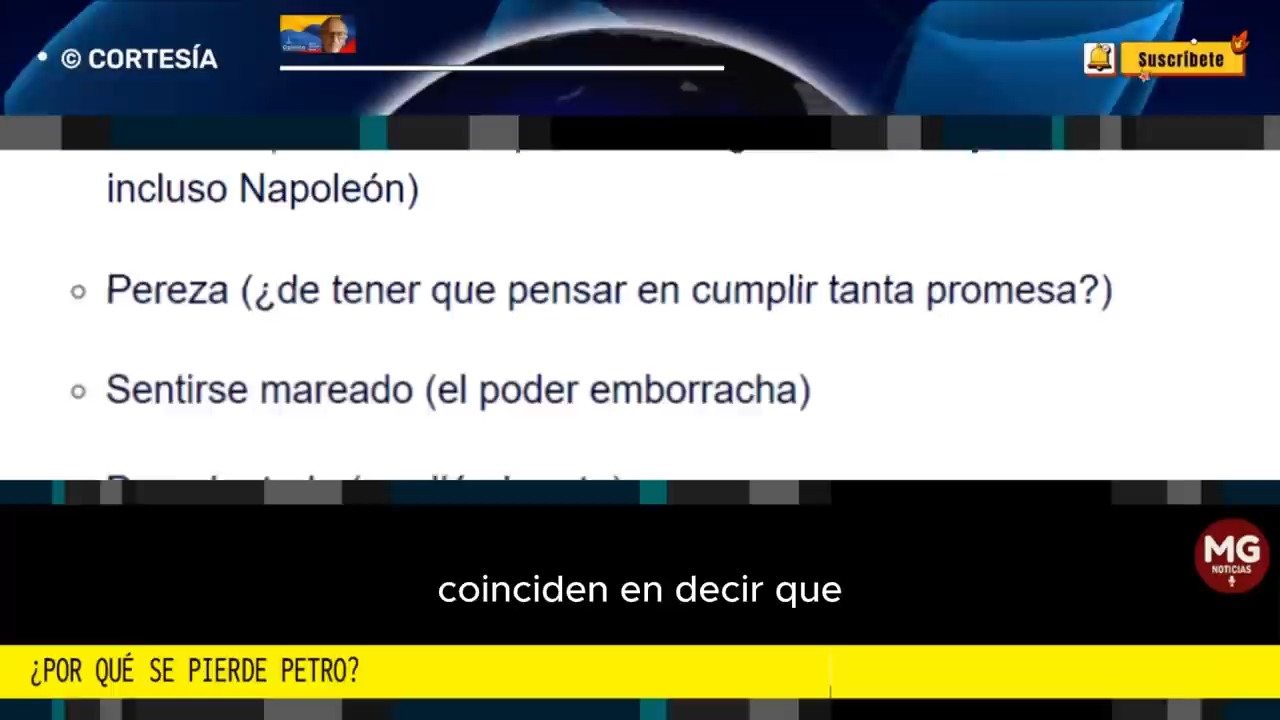 © CORTESÍA
Suscríbete
incluso Napoleón)
Pereza (¿de tener que pensar en cumplir tanta promesa?)
Sentirse mareado (el poder emborracha)
coinciden en decir que
MG
NOTICIAS
¿POR QUÉ SE PIERDE PETRO?